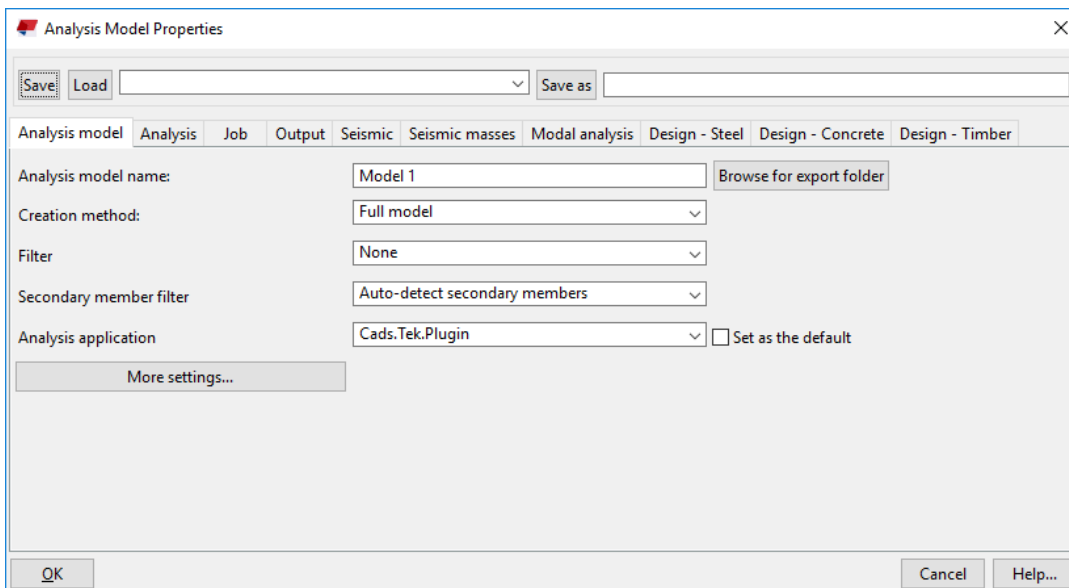 Analysis Model Properties
Save Load Save as
Analysis model Analysis Job Output Seismic Seismic masses Modal analysis Design - Steel Design - Concrete Design - Timber
Analysis model name: Model 1 Browse for export folder
Creation method: Full model
Filter None
Secondary member filter Auto-detect secondary members
Analysis application Cads.Tek.Plugin Set as the default
More settings...
OK Cancel Help...